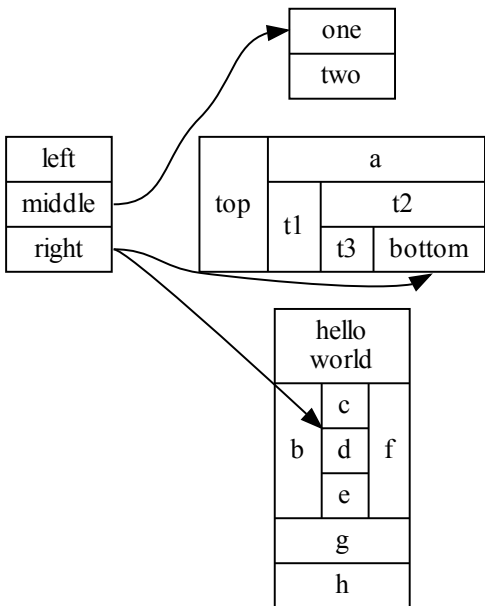 one
two
left
middle
right
top
a
t1
t2
t3
bottom
hello
world
b
c
d
e
f
g
h